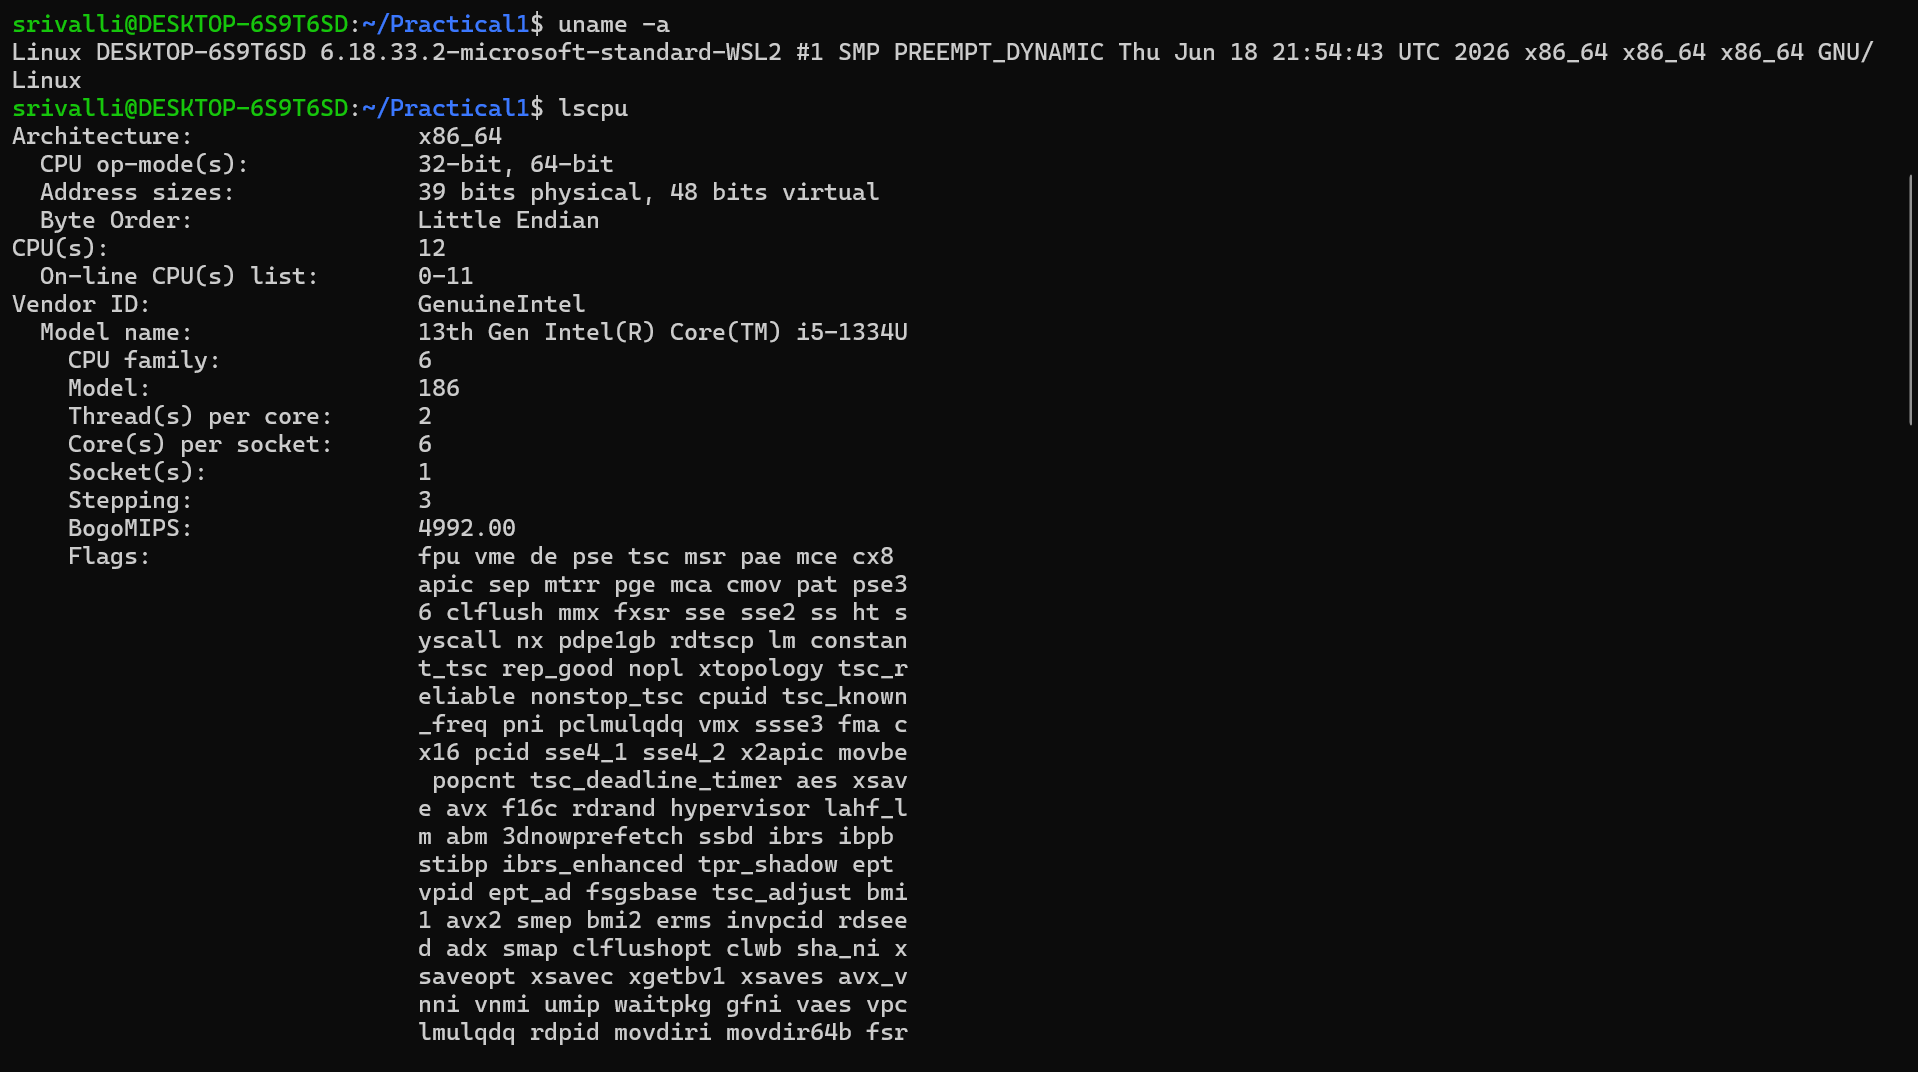 srivalli@DESKTOP-6S9T6SD:~/Practical1$ uname -a
Linux DESKTOP-6S9T6SD 6.18.33.2-microsoft-standard-WSL2 #1 SMP PREEMPT_DYNAMIC Thu Jun 18 21:54:43 UTC 2026 x86_64 x86_64 x86_64 GNU/
Linux
srivalli@DESKTOP-6S9T6SD:~/Practical1$ lscpu
Architecture: x86_64
CPU op-mode(s): 32-bit, 64-bit
Address sizes: 39 bits physical, 48 bits virtual
Byte Order: Little Endian
CPU(s): 12
On-line CPU(s) list: 0-11
Vendor ID: GenuineIntel
Model name: 13th Gen Intel(R) Core(TM) i5-1334U
CPU family: 6
Model: 186
Thread(s) per core: 2
Core(s) per socket: 6
Socket(s): 1
Stepping: 3
BogoMIPS: 4992.00
Flags: fpu vme de pse tsc msr pae mce cx8
apic sep mtrr pge mca cmov pat pse3
6 clflush mmx fxsr sse sse2 ss ht s
yscall nx pdpe1gb rdtscp lm constan
t_tsc rep_good nopl xtopology tsc_r
eliable nonstop_tsc cpuid tsc_known
_freq pni pclmulqdq vmx ssse3 fma c
x16 pcid sse4_1 sse4_2 x2apic movbe
popcnt tsc_deadline_timer aes xsav
e avx f16c rdrand hypervisor lahf_l
m abm 3dnowprefetch ssbd ibrs ibpb
stibp ibrs_enhanced tpr_shadow ept
vpid ept_ad fsgsbase tsc_adjust bmi
1 avx2 smep bmi2 erms invpcid rdsee
d adx smap clflushopt clwb sha_ni x
saveopt xsavec xgetbv1 xsaves avx_v
nni vnmi umip waitpkg gfni vaes vpc
lmulqdq rdpid movdiri movdir64b fsr